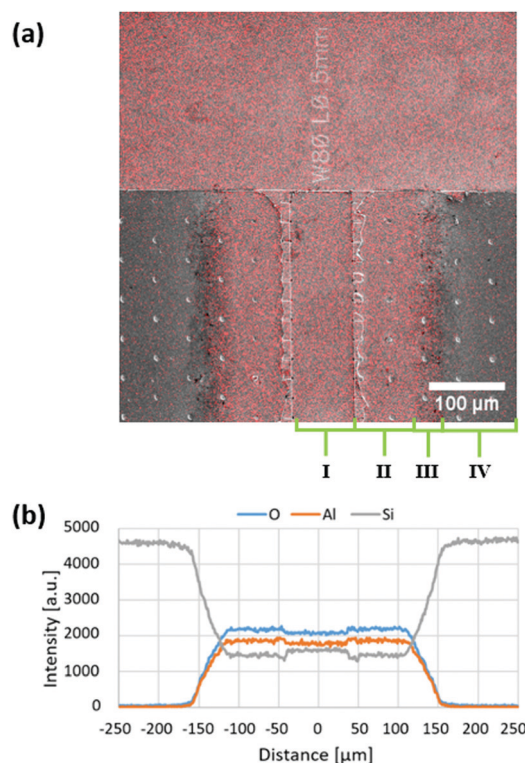 (a)
W80 L0.5mm
100 µm
I II III IV
(b)
O Al Si
5000
4000
3000
2000
1000
0
Intensity [a.u.]
-250 -200 -150 -100 -50 0 50 100 150 200 250
Distance [µm]